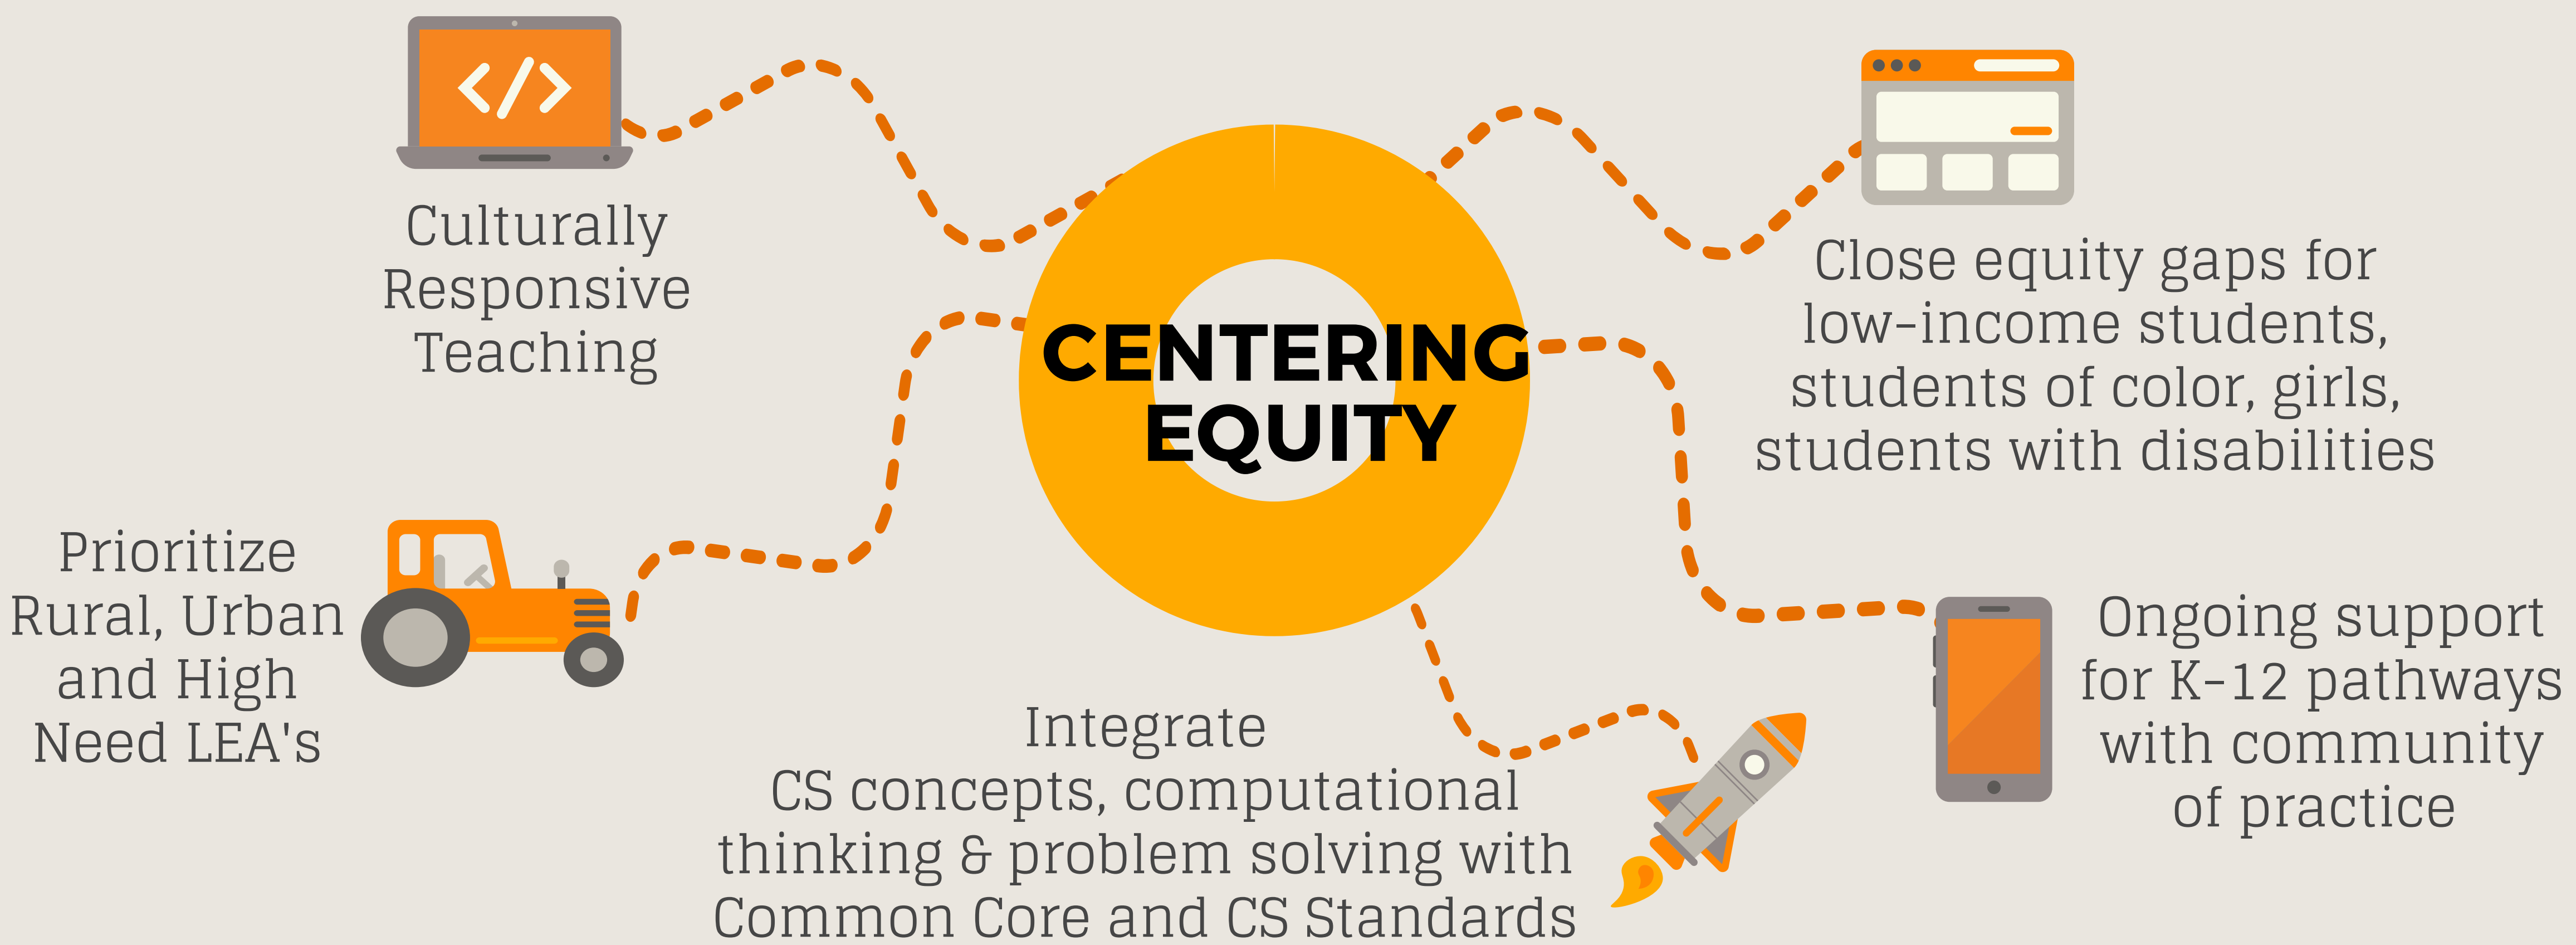 Culturally
Responsive
Teaching
CENTERING
EQUITY
Close equity gaps for
low-income students,
students of color, girls,
students with disabilities
Prioritize
Rural, Urban
and High
Need LEA's
Integrate
CS concepts, computational
thinking & problem solving with
Common Core and CS Standards
Ongoing support
for K-12 pathways
with community
of practice